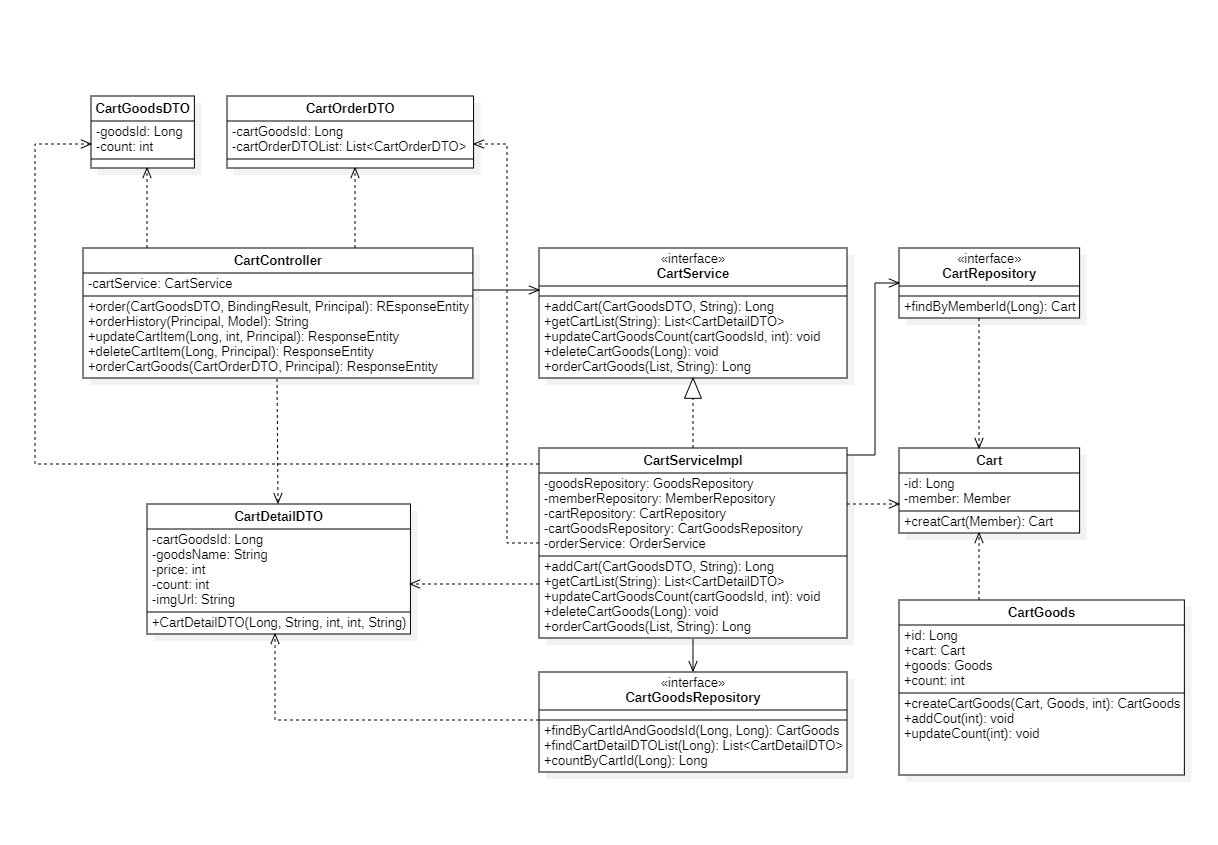 CartGoodsDTO
-goodsId: Long
-count: int
CartOrderDTO
-cartGoodsId: Long
-cartOrderDTOList: List<CartOrderDTO>
CartController
-cartService: CartService
+order(CartGoodsDTO, BindingResult, Principal): REsponseEntity
+orderHistory(Principal, Model): String
+updateCartItem(Long, int, Principal): ResponseEntity
+deleteCartItem(Long, Principal): ResponseEntity
+orderCartGoods(CartOrderDTO, Principal): ResponseEntity
«interface»
CartService
+addCart(CartGoodsDTO, String): Long
+getCartList(String): List<CartDetailDTO>
+updateCartGoodsCount(cartGoodsId, int): void
+deleteCartGoods(Long): void
+orderCartGoods(List, String): Long
«interface»
CartRepository
+findByMemberId(Long): Cart
CartServiceImpl
-goodsRepository: GoodsRepository
-memberRepository: MemberRepository
-cartRepository: CartRepository
-cartGoodsRepository: CartGoodsRepository
-orderService: OrderService
+addCart(CartGoodsDTO, String): Long
+getCartList(String): List<CartDetailDTO>
+updateCartGoodsCount(cartGoodsId, int): void
+deleteCartGoods(Long): void
+orderCartGoods(List, String): Long
Cart
-id: Long
-member: Member
+creatCart(Member): Cart
CartDetailDTO
-cartGoodsId: Long
-goodsName: String
-price: int
-count: int
-imgUrl: String
+CartDetailDTO(Long, String, int, int, String)
CartGoods
+id: Long
+cart: Cart
+goods: Goods
+count: int
+createCartGoods(Cart, Goods, int): CartGoods
+addCout(int): void
+updateCount(int): void
«interface»
CartGoodsRepository
+findByCartIdAndGoodsId(Long, Long): CartGoods
+findCartDetailDTOList(Long): List<CartDetailDTO>
+countByCartId(Long): Long